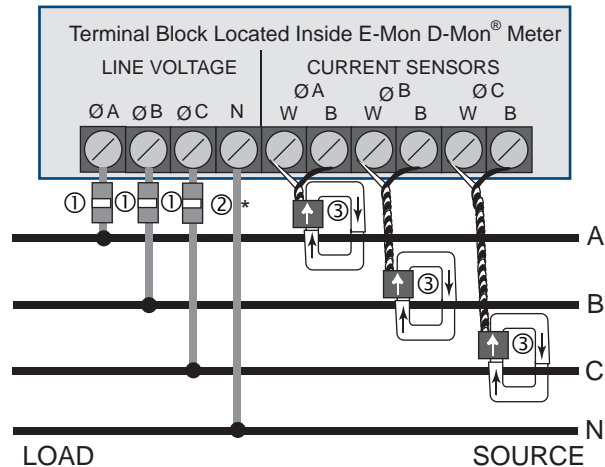 Terminal Block Located Inside E-Mon D-Mon® Meter
LINE VOLTAGE
CURRENT SENSORS
ØA ØB ØC
ØA ØB ØC N W B W B W B
① ① ① ② *
③
A
③
B
③
C
N
LOAD
SOURCE